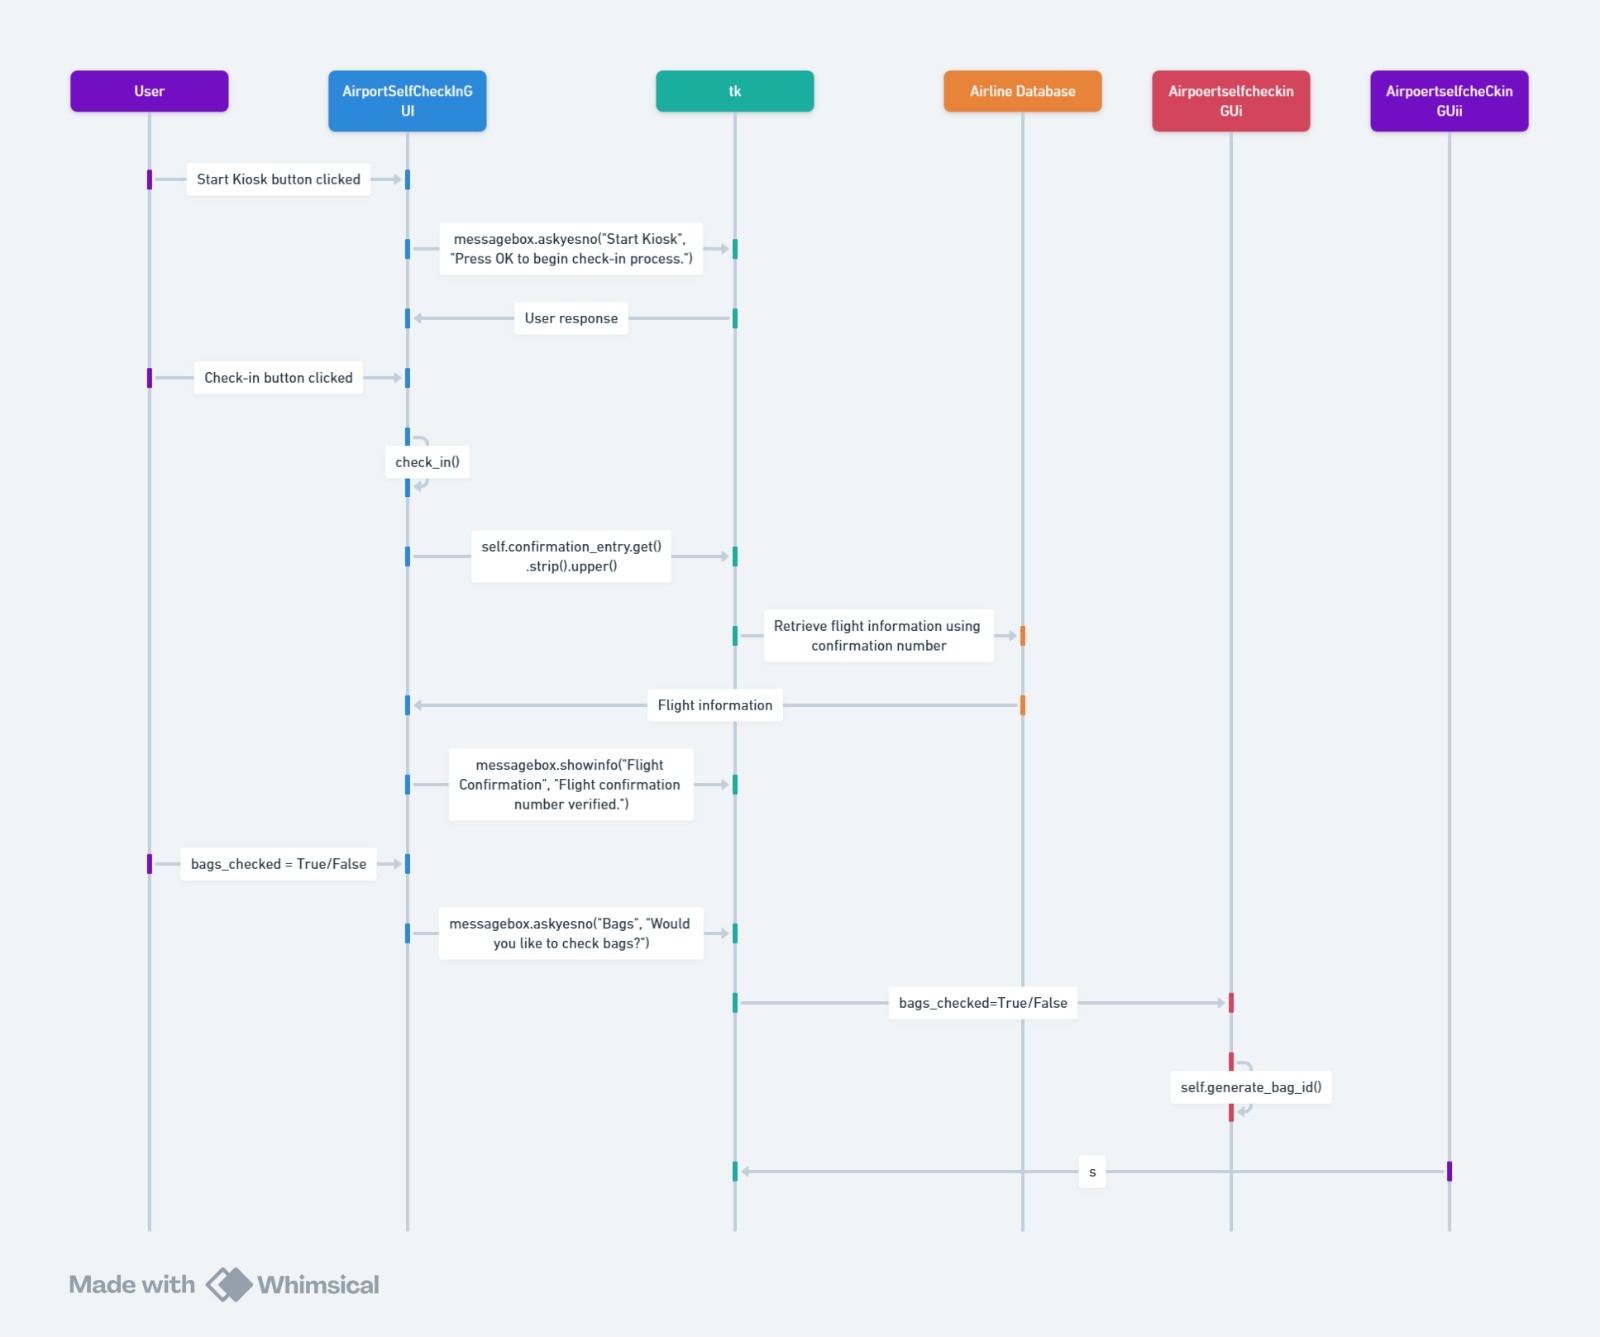 User
AirportSelfCheckInG
UI
tk
Airline Database
Airpoertselfcheckin
GUi
AirpoertselfcheCkin
GUii
Start Kiosk button clicked
messagebox.askyesno("Start Kiosk",
"Press OK to begin check-in process.")
User response
Check-in button clicked
check_in()
self.confirmation_entry.get()
.strip().upper()
Retrieve flight information using
confirmation number
Flight information
messagebox.showinfo("Flight
Confirmation", "Flight confirmation
number verified.")
bags_checked = True/False
messagebox.askyesno("Bags", "Would
you like to check bags?")
bags_checked=True/False
self.generate_bag_id()
s
Made with Whimsical